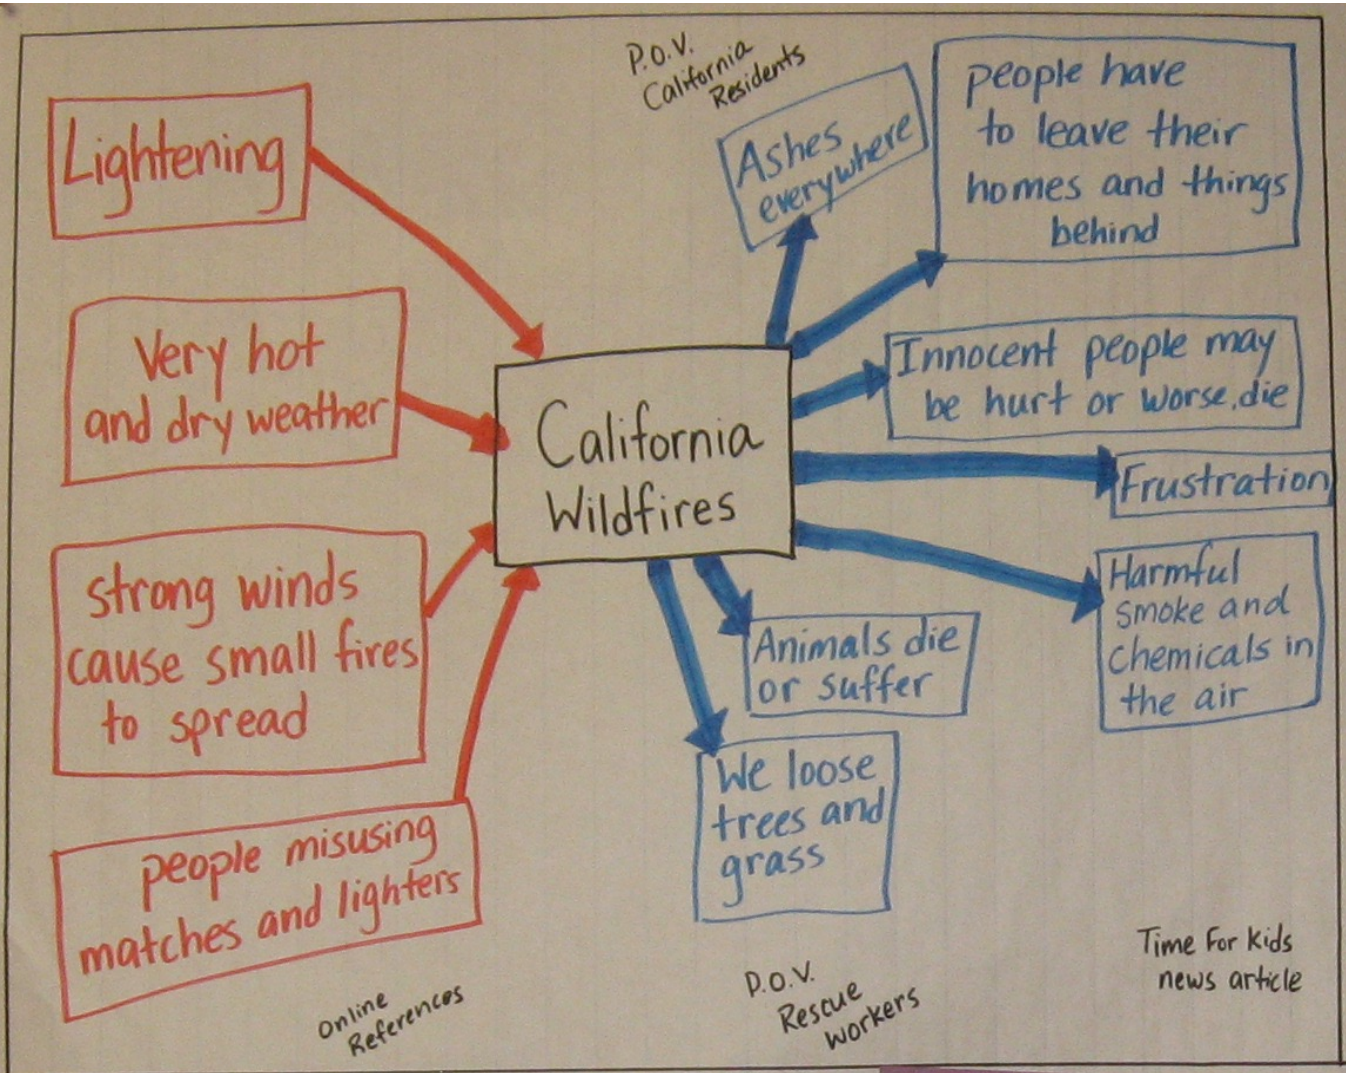 P.O.V.
California
Residents
Lightening
Very hot
and dry weather
strong winds
cause small fires
to spread
people misusing
matches and lighters
California
Wildfires
Ashes
everywhere
people have
to leave their
homes and things
behind
Innocent people may
be hurt or worse, die
Frustration
Harmful
smoke and
chemicals in
the air
Animals die
or suffer
We loose
trees and
grass
Online
References
P.O.V.
Rescue
workers
Time For Kids
news article